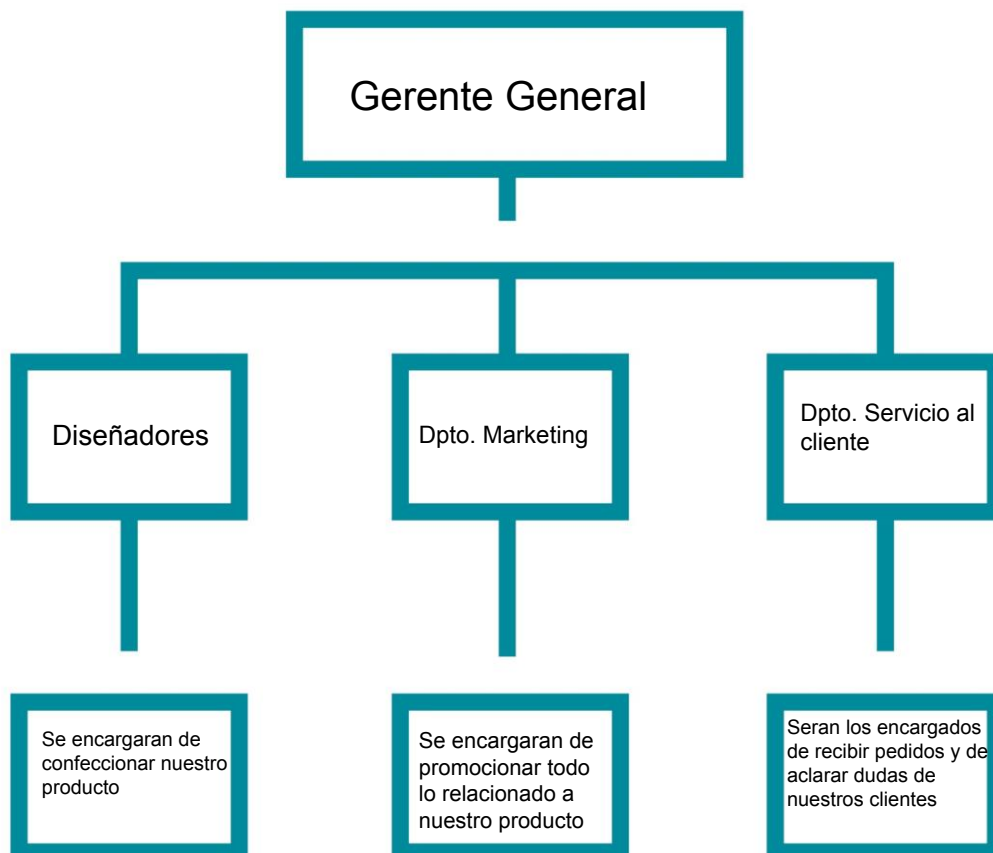 Gerente General
Diseñadores
Dpto. Marketing
Dpto. Servicio al
cliente
Se encargaran de
confeccionar nuestro
producto
Se encargaran de
promocionar todo
lo relacionado a
nuestro producto
Seran los encargados
de recibir pedidos y de
aclarar dudas de
nuestros clientes